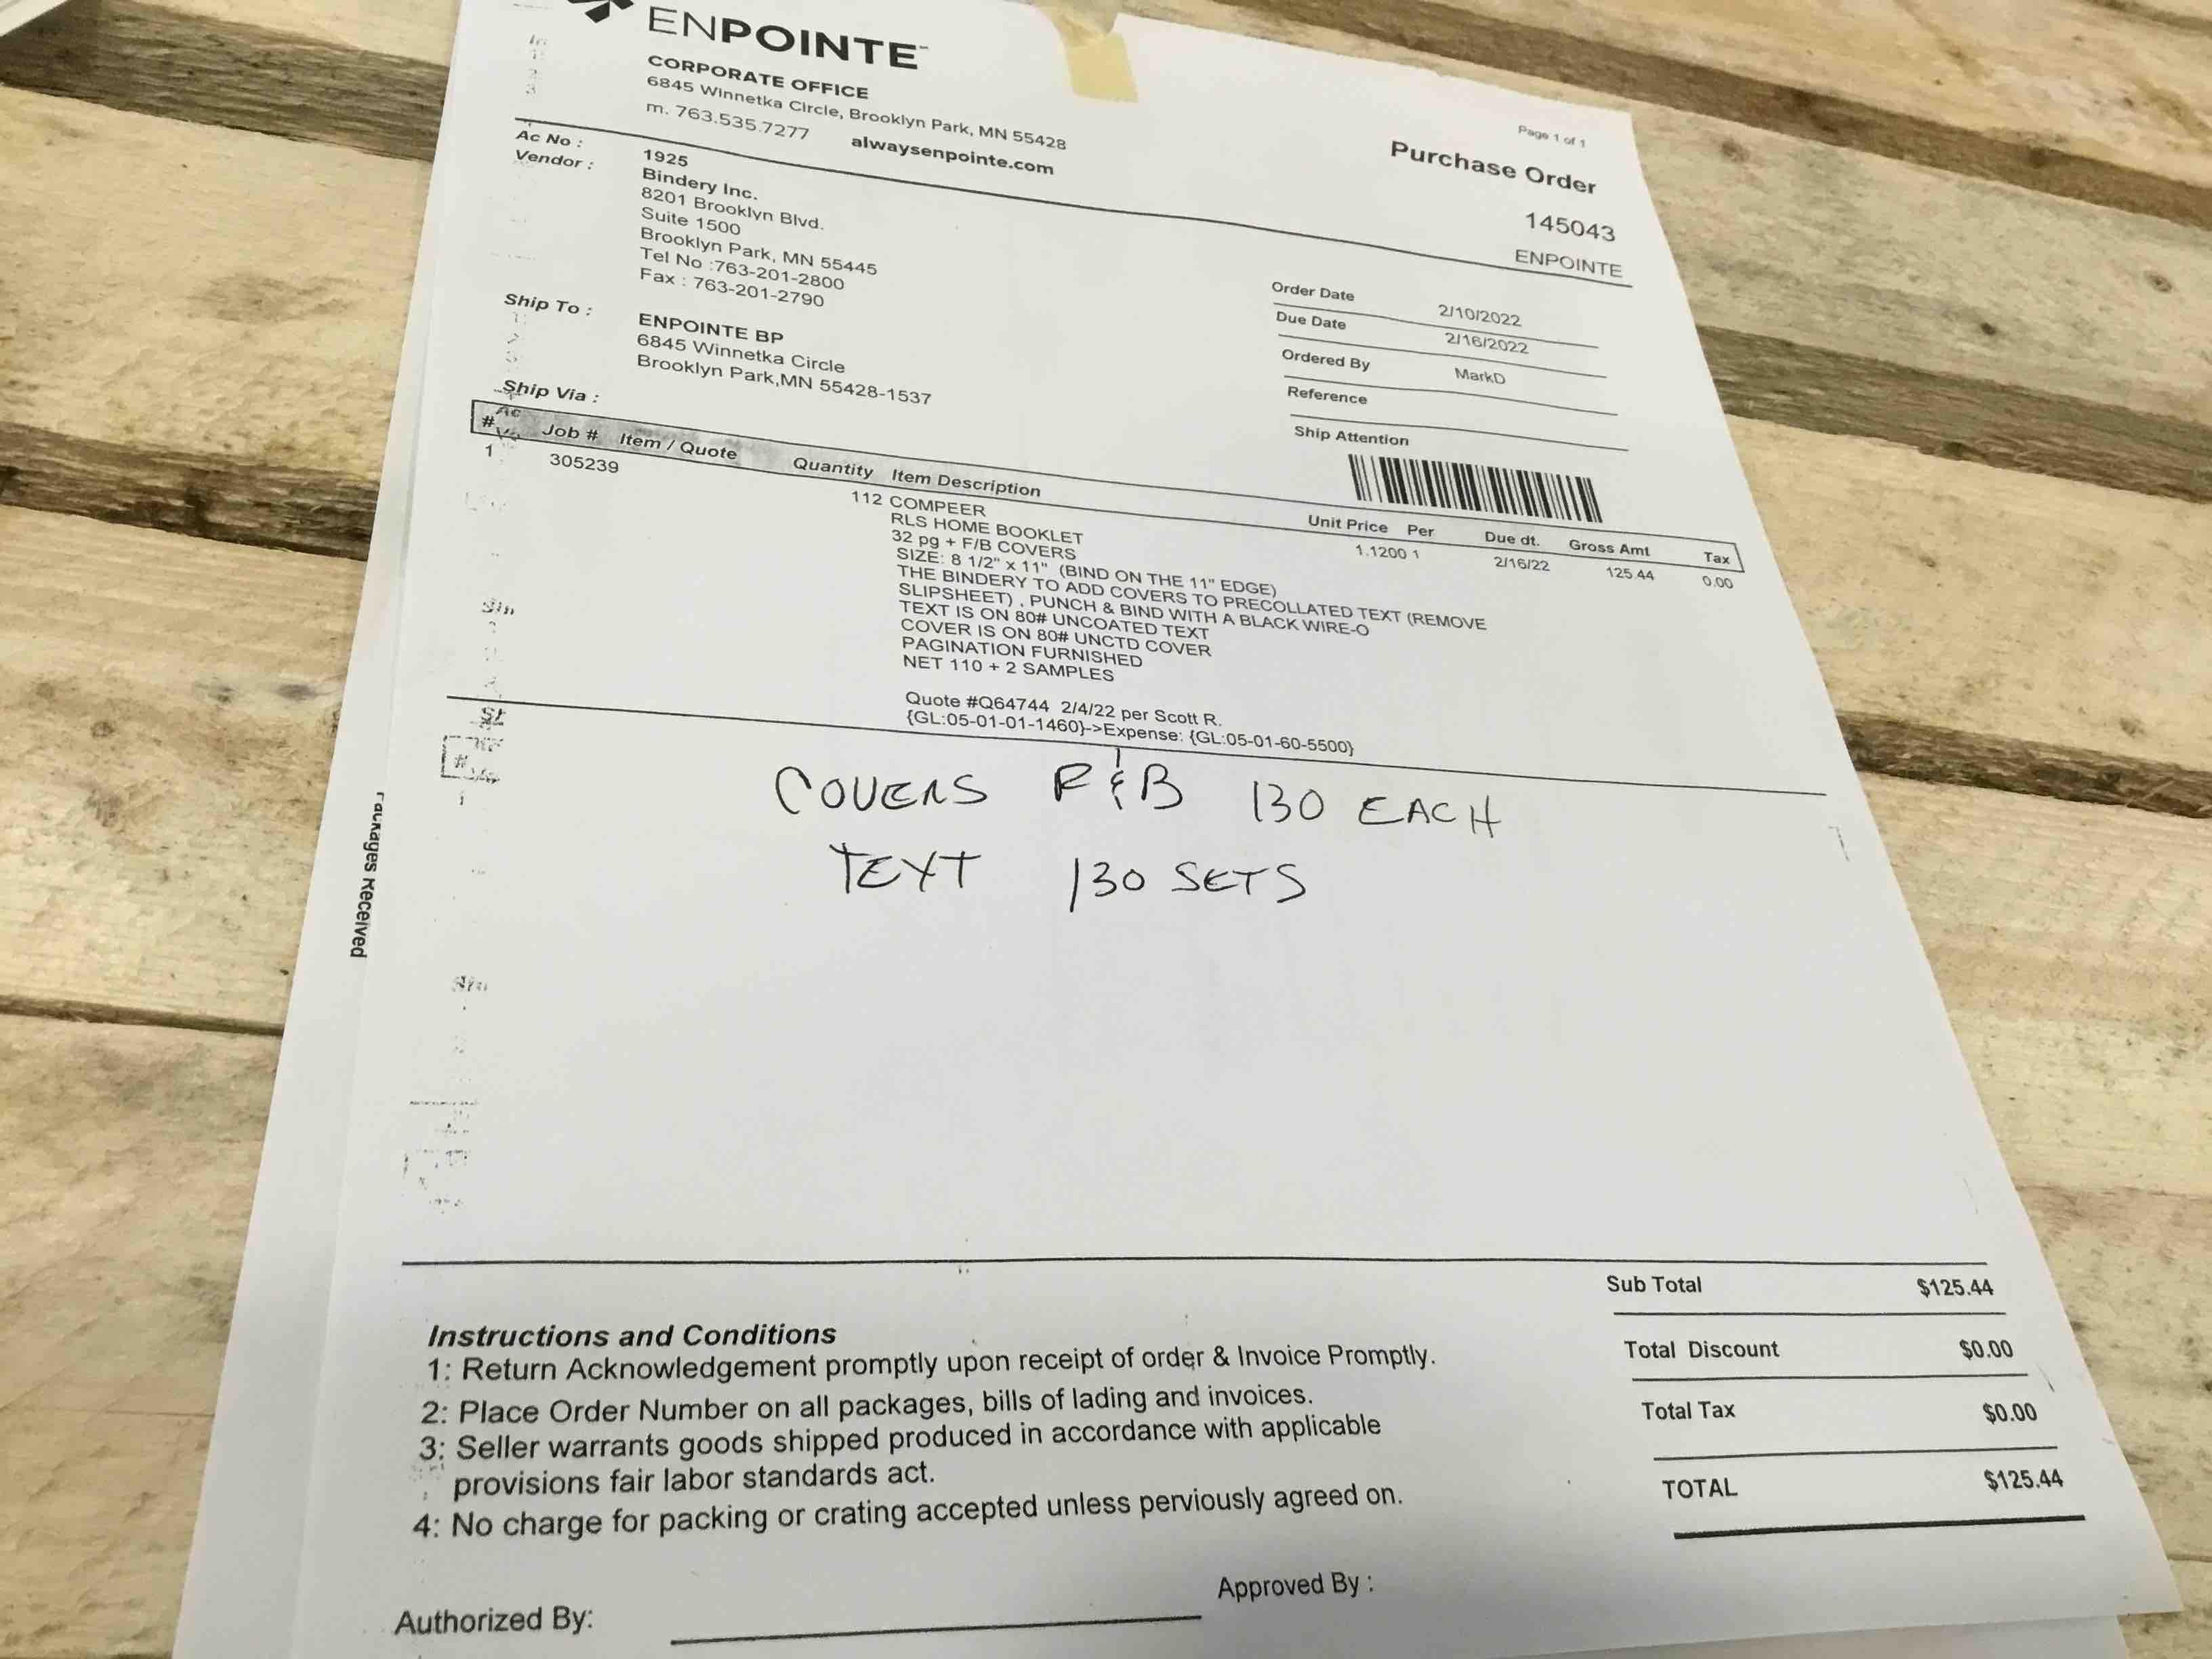 ENPOINTE
CORPORATE OFFICE
6845 Winnetka Circle, Brooklyn Park, MN 55428
m. 763.535.7277 alwaysenpointe.com
Page 1 of 1
Purchase Order
145043
ENPOINTE
Ac No : 1925
Vendor : Bindery Inc.
8201 Brooklyn Blvd.
Suite 1500
Brooklyn Park, MN 55445
Tel No :763-201-2800
Fax : 763-201-2790
Ship To : ENPOINTE BP
6845 Winnetka Circle
Brooklyn Park,MN 55428-1537
Ship Via :
Order Date 2/10/2022
Due Date 2/16/2022
Ordered By MarkD
Reference
Ship Attention
# Job # Item / Quote Quantity Item Description Unit Price Per Due dt. Gross Amt Tax
1 305239 112 COMPEER 1.1200 1 2/16/22 125.44 0.00
RLS HOME BOOKLET
32 pg + F/B COVERS
SIZE: 8 1/2" x 11" (BIND ON THE 11" EDGE)
THE BINDERY TO ADD COVERS TO PRECOLLATED TEXT (REMOVE
SLIPSHEET) , PUNCH & BIND WITH A BLACK WIRE-O
TEXT IS ON 80# UNCOATED TEXT
COVER IS ON 80# UNCTD COVER
PAGINATION FURNISHED
NET 110 + 2 SAMPLES
Quote #Q64744 2/4/22 per Scott R.
{GL:05-01-01-1460}->Expense: {GL:05-01-60-5500}
COVERS F&B 130 EACH
TEXT 130 SETS
Packages Received
Sub Total $125.44
Total Discount $0.00
Total Tax $0.00
TOTAL $125.44
Instructions and Conditions
1: Return Acknowledgement promptly upon receipt of order & Invoice Promptly.
2: Place Order Number on all packages, bills of lading and invoices.
3: Seller warrants goods shipped produced in accordance with applicable
provisions fair labor standards act.
4: No charge for packing or crating accepted unless perviously agreed on.
Authorized By:
Approved By :